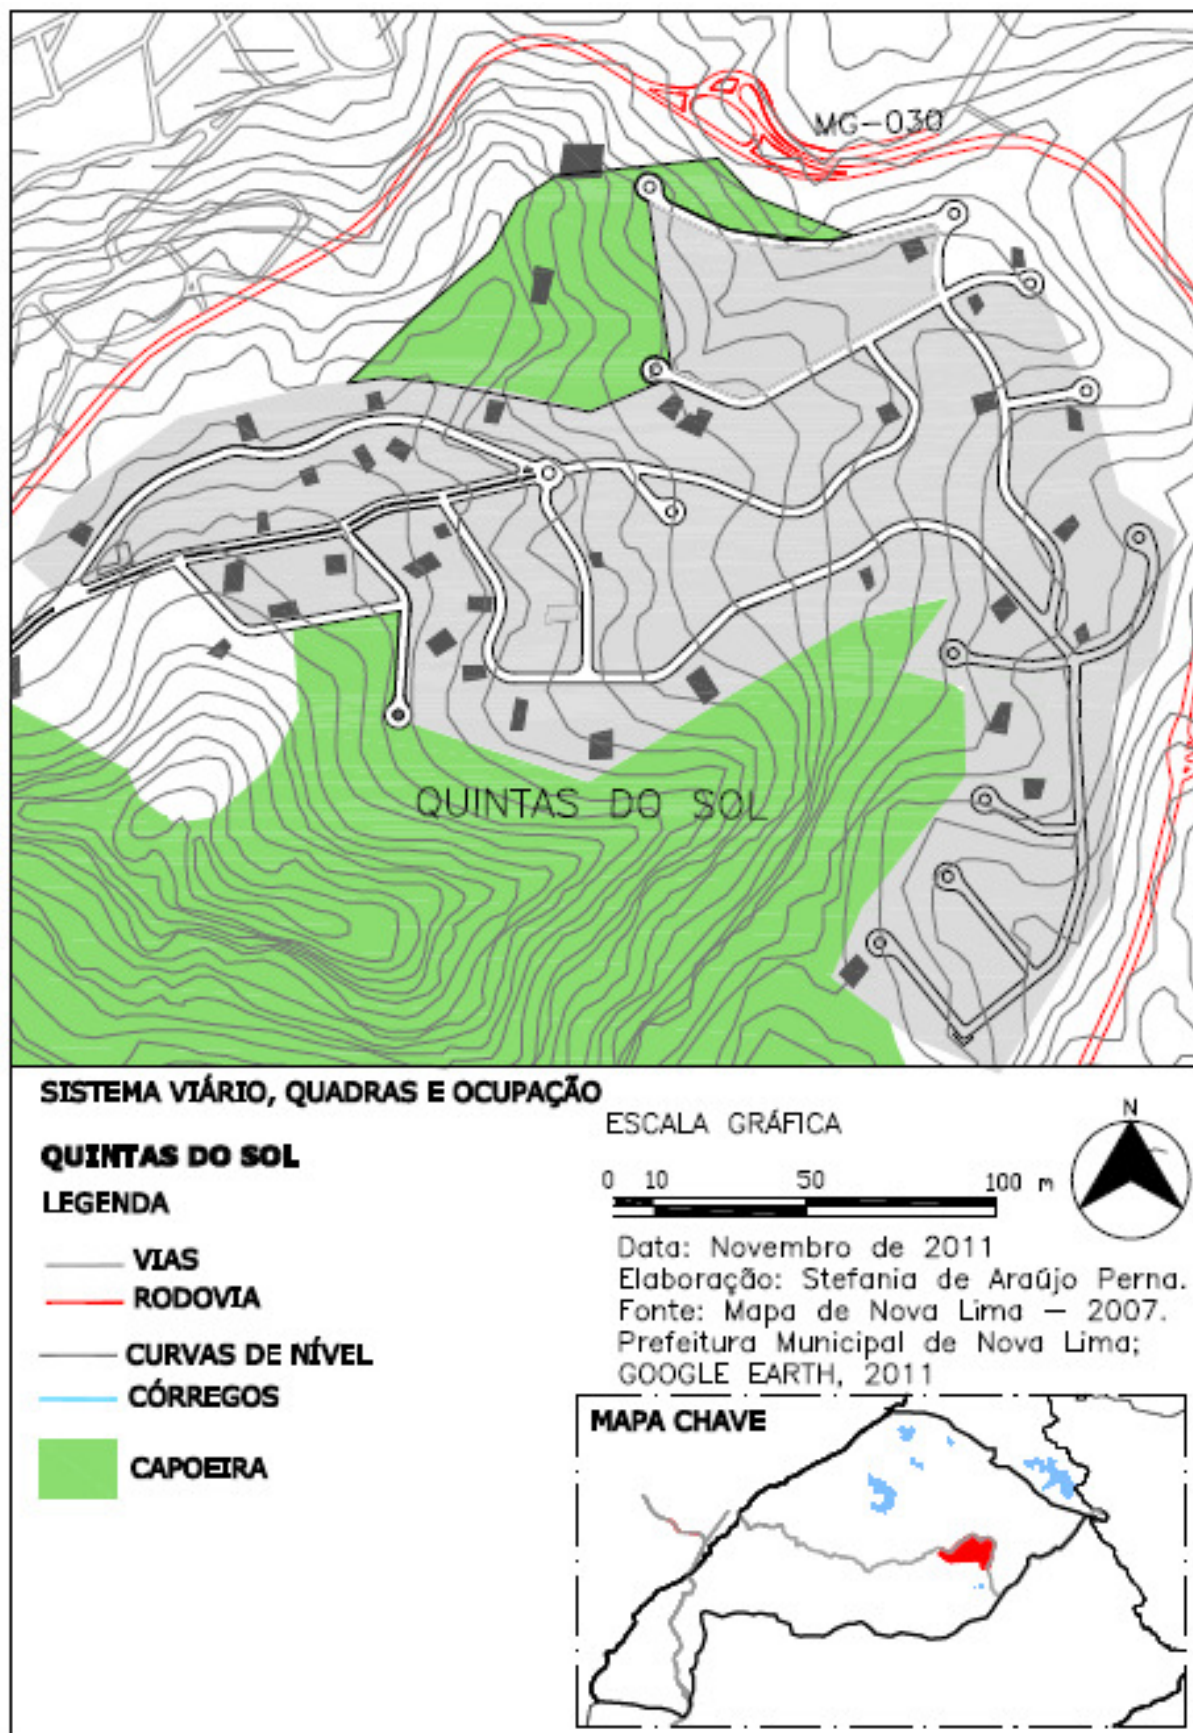 MG-030
QUINTAS DO SOL
SISTEMA VIÁRIO, QUADRAS E OCUPAÇÃO
QUINTAS DO SOL
LEGENDA
VIAS
RODOVIA
CURVAS DE NÍVEL
CÓRREGOS
CAPOEIRA
ESCALA GRÁFICA
0 10 50 100 m
N
Data: Novembro de 2011
Elaboração: Stefania de Araújo Perna.
Fonte: Mapa de Nova Lima – 2007.
Prefeitura Municipal de Nova Lima;
GOOGLE EARTH, 2011
MAPA CHAVE